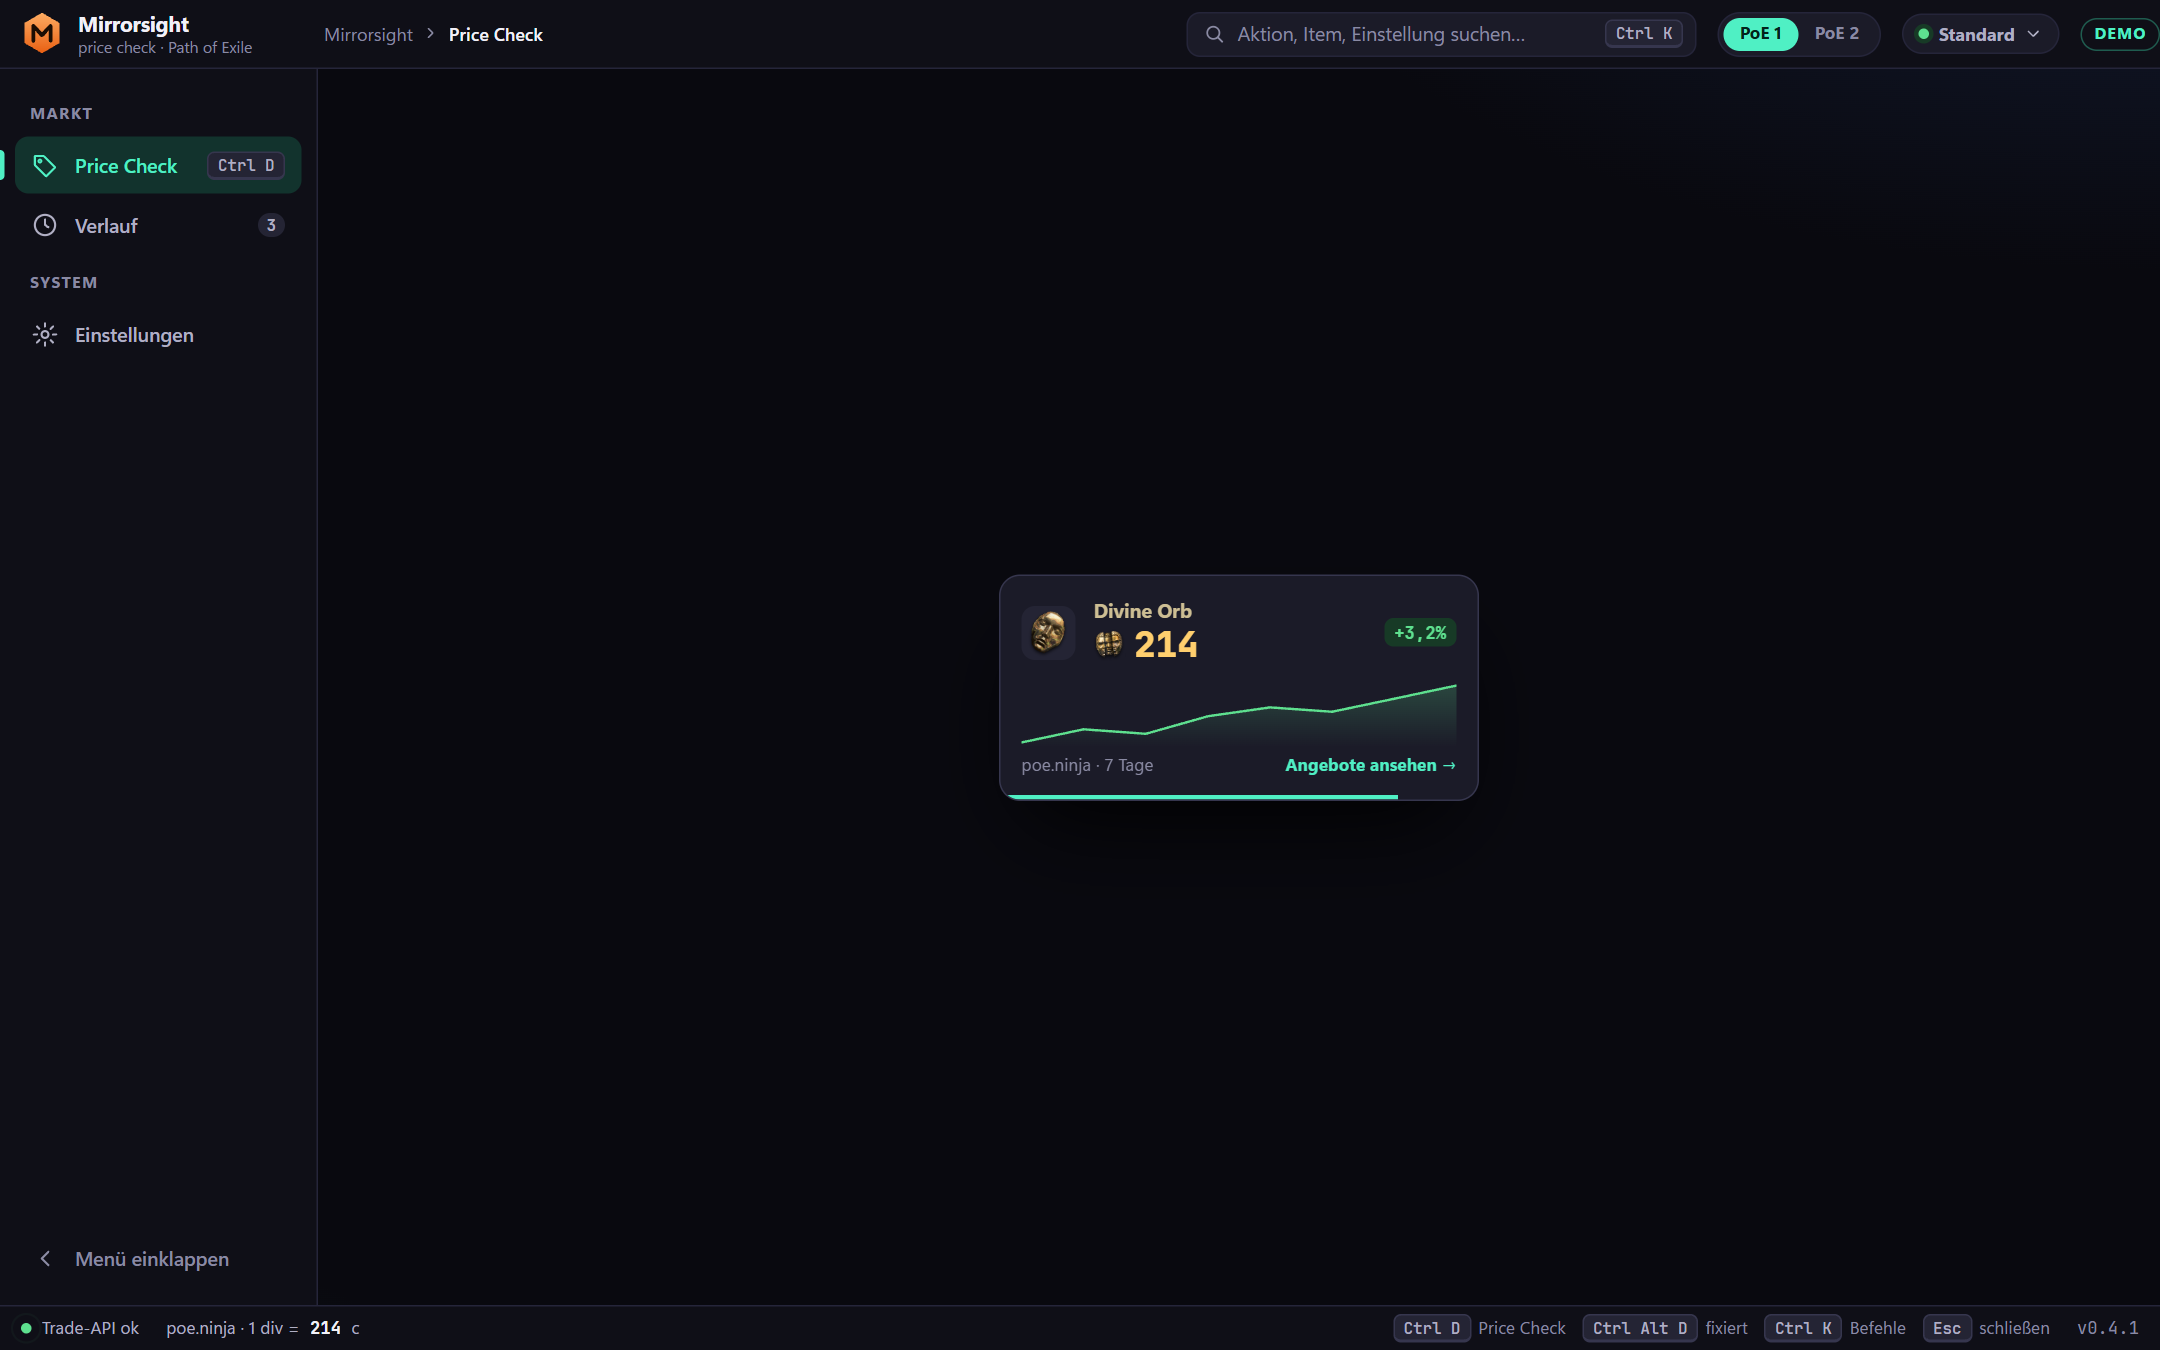 Mirrorsight
price check · Path of Exile
Mirrorsight > Price Check
Aktion, Item, Einstellung suchen... Ctrl K
PoE 1 PoE 2
Standard
DEMO
MARKT
Price Check Ctrl D
Verlauf 3
SYSTEM
Einstellungen
Divine Orb
214
+3,2%
poe.ninja · 7 Tage Angebote ansehen →
Menü einklappen
Trade-API ok poe.ninja · 1 div = 214 c
Ctrl D Price Check Ctrl Alt D fixiert Ctrl K Befehle Esc schließen v0.4.1